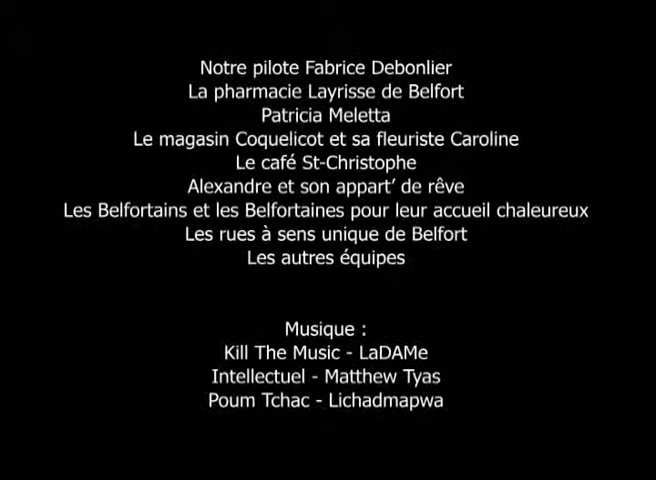 Notre pilote Fabrice Debonlier
La pharmacie Layrisse de Belfort
Patricia Meletta
Le magasin Coquelicot et sa fleuriste Caroline
Le café St-Christophe
Alexandre et son appart’ de rêve
Les Belfortains et les Belfortaines pour leur accueil chaleureux
Les rues à sens unique de Belfort
Les autres équipes
Musique :
Kill The Music - LaDAMe
Intellectuel - Matthew Tyas
Poum Tchac - Lichadmapwa